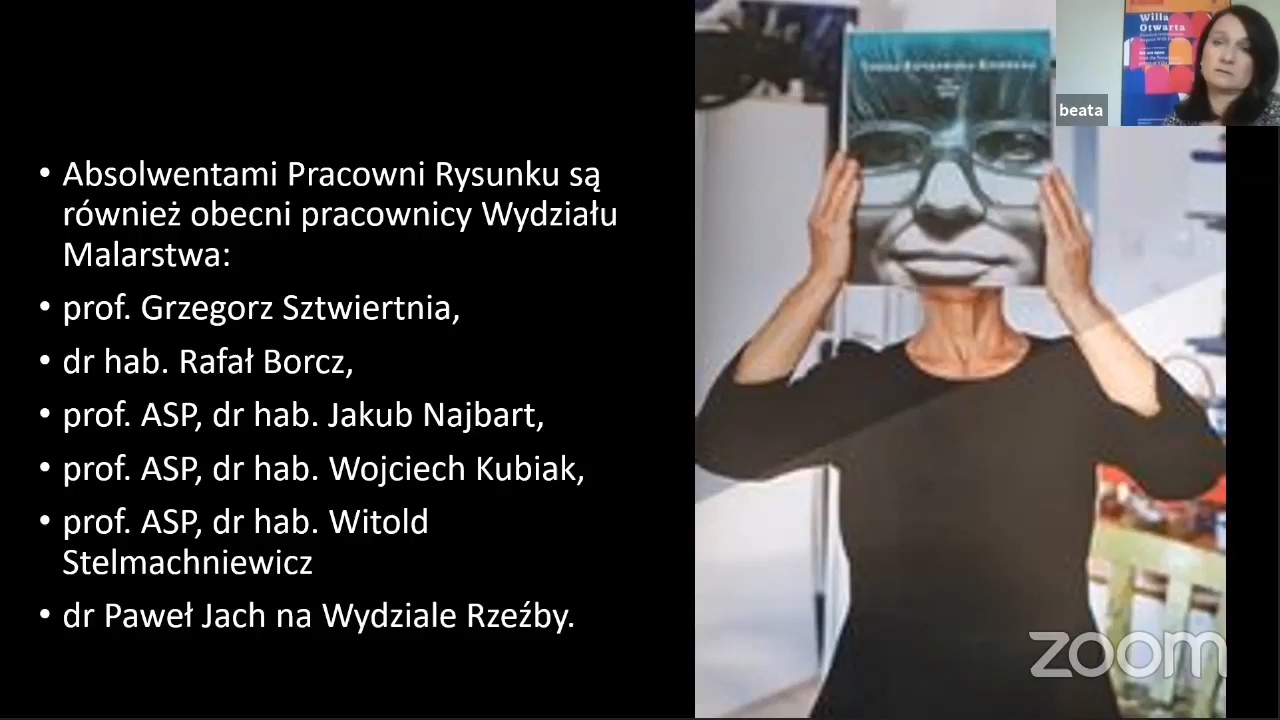 • Absolwentami Pracowni Rysunku są
również obecni pracownicy Wydziału
Malarstwa:
• prof. Grzegorz Sztwiertnia,
• dr hab. Rafał Borcz,
• prof. ASP, dr hab. Jakub Najbart,
• prof. ASP, dr hab. Wojciech Kubiak,
• prof. ASP, dr hab. Witold
Stelmachniewicz
• dr Paweł Jach na Wydziale Rzeźby.
Willa
Otwarta
beata
zoom